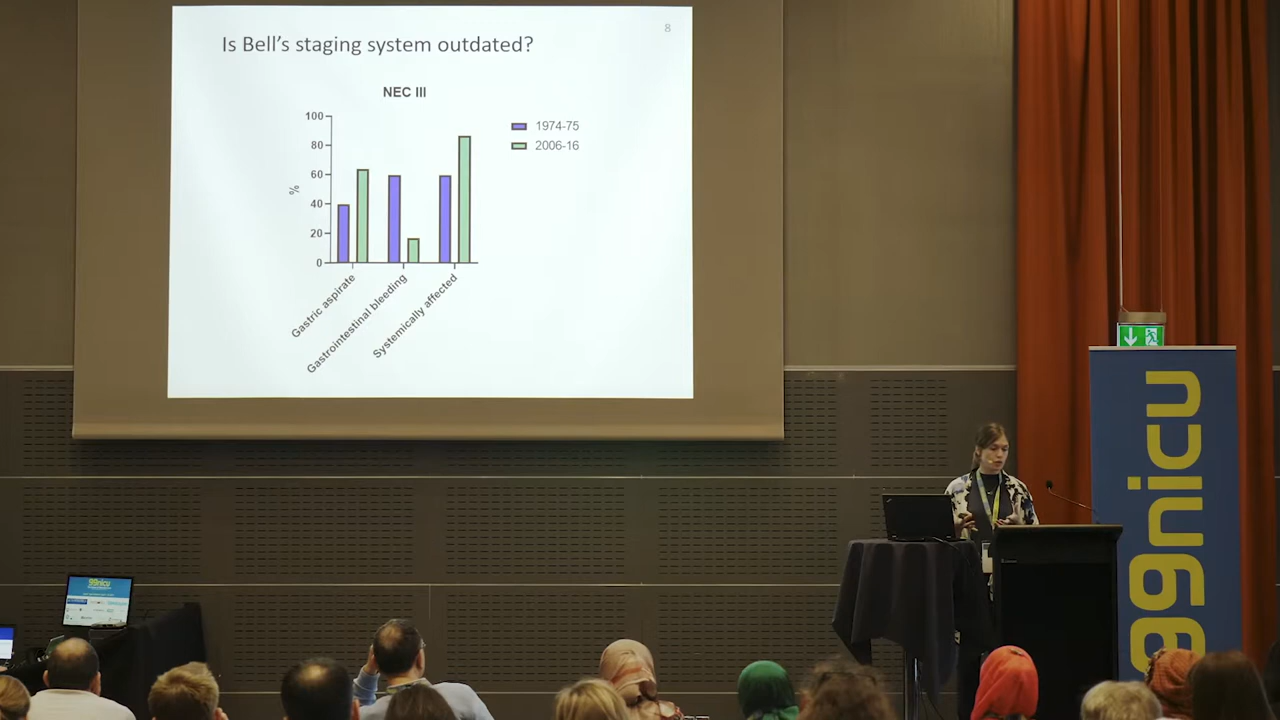 8
Is Bell's staging system outdated?
NEC III
100
80
60
40
20
0
%
1974-75
2006-16
Gastric aspirate
Gastrointestinal bleeding
Systemically affected
99nicu
99nicu